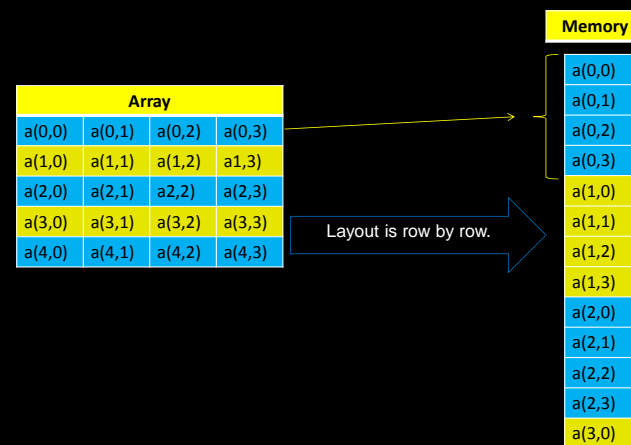 Memory
Array
a(0,0) a(0,1) a(0,2) a(0,3)
a(1,0) a(1,1) a(1,2) a1,3)
a(2,0) a(2,1) a2,2) a(2,3)
a(3,0) a(3,1) a(3,2) a(3,3)
a(4,0) a(4,1) a(4,2) a(4,3)
Layout is row by row.
a(0,0)
a(0,1)
a(0,2)
a(0,3)
a(1,0)
a(1,1)
a(1,2)
a(1,3)
a(2,0)
a(2,1)
a(2,2)
a(2,3)
a(3,0)